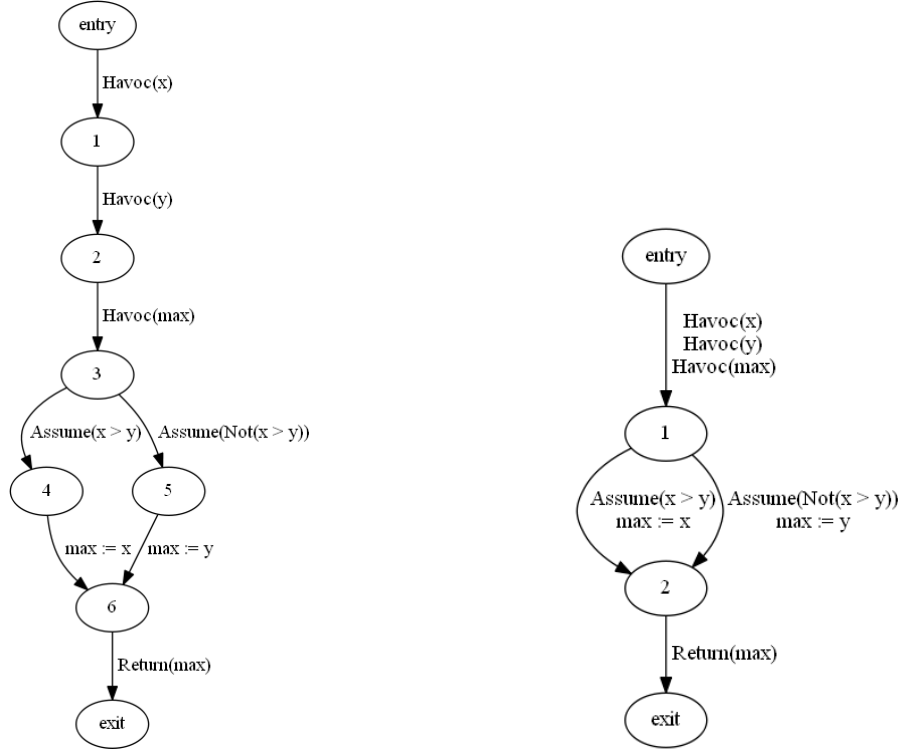 entry
Havoc(x)
1
Havoc(y)
2
Havoc(max)
3
Assume(x > y) Assume(Not(x > y))
4 5
max := x max := y
6
Return(max)
exit
entry
Havoc(x)
Havoc(y)
Havoc(max)
1
Assume(x > y) Assume(Not(x > y))
max := x max := y
2
Return(max)
exit